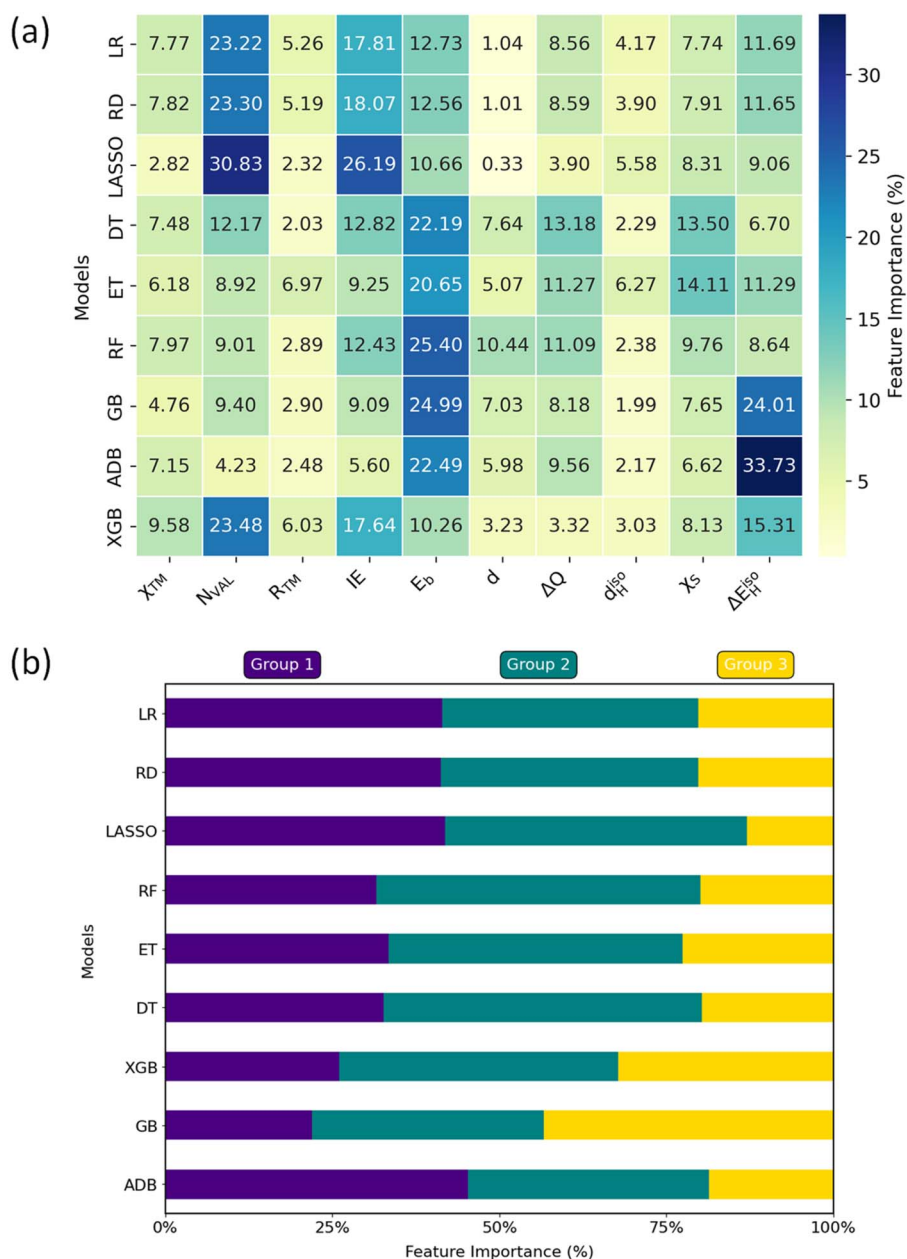 (a)
Models
LR 7.77 23.22 5.26 17.81 12.73 1.04 8.56 4.17 7.74 11.69
RD 7.82 23.30 5.19 18.07 12.56 1.01 8.59 3.90 7.91 11.65
LASSO 2.82 30.83 2.32 26.19 10.66 0.33 3.90 5.58 8.31 9.06
DT 7.48 12.17 2.03 12.82 22.19 7.64 13.18 2.29 13.50 6.70
ET 6.18 8.92 6.97 9.25 20.65 5.07 11.27 6.27 14.11 11.29
RF 7.97 9.01 2.89 12.43 25.40 10.44 11.09 2.38 9.76 8.64
GB 4.76 9.40 2.90 9.09 24.99 7.03 8.18 1.99 7.65 24.01
ADB 7.15 4.23 2.48 5.60 22.49 5.98 9.56 2.17 6.62 33.73
XGB 9.58 23.48 6.03 17.64 10.26 3.23 3.32 3.03 8.13 15.31
χTM NVAL RTM IE Eb d ΔQ dHiso χS ΔEHiso
30
25
20
15
10
5
Feature Importance (%)
(b)
Group 1 Group 2 Group 3
Models
LR
RD
LASSO
RF
ET
DT
XGB
GB
ADB
0% 25% 50% 75% 100%
Feature Importance (%)